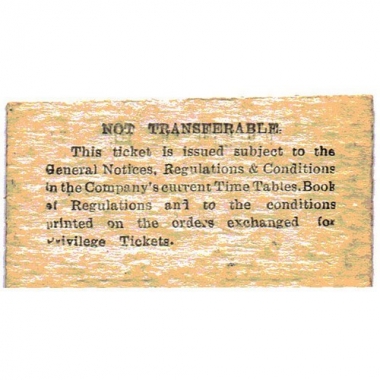 NOT TRANSFERABLE.
This ticket is issued subject to the
General Notices, Regulations & Conditions
in the Company's current Time Tables. Book
of Regulations and to the conditions
printed on the orders exchanged for
Privilege Tickets.